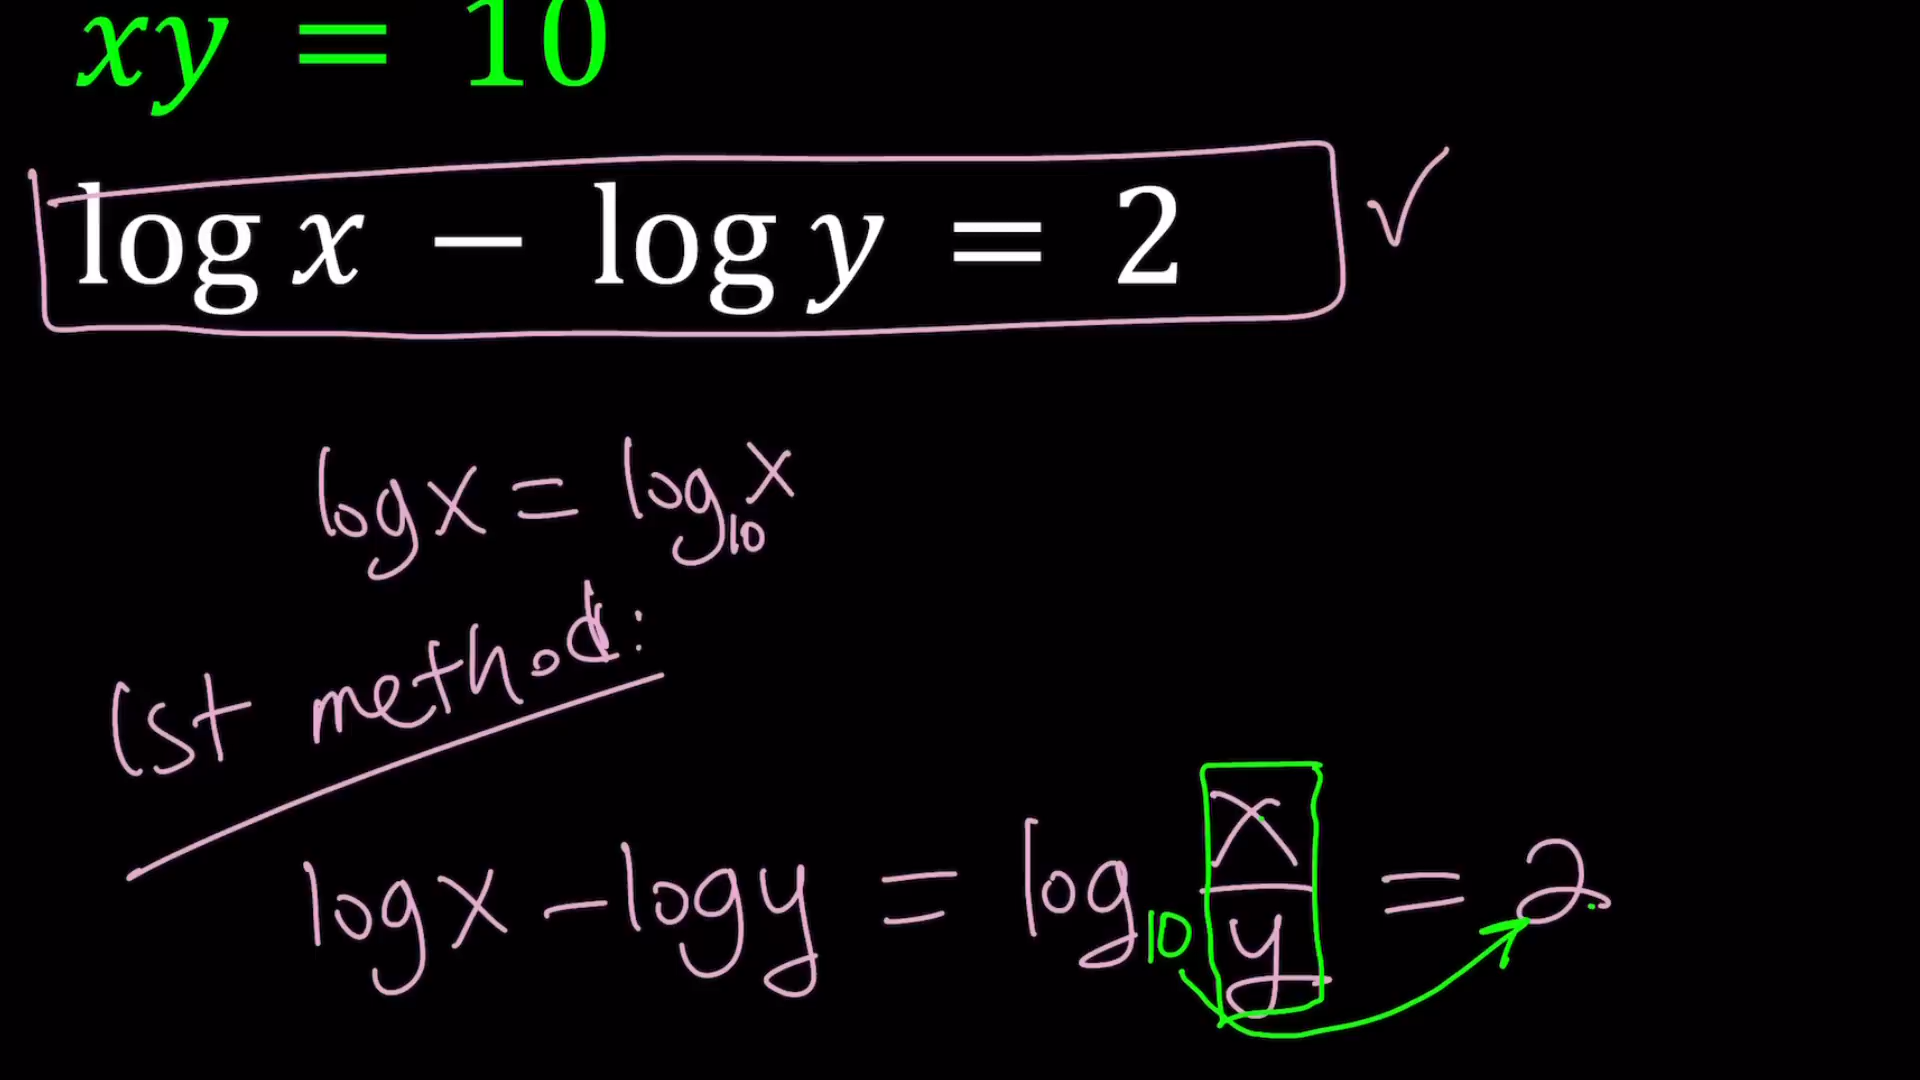 xy = 10
log x − log y = 2 ✓
log x = log₁₀ x
1st method:
log x − log y = log₁₀ x/y = 2